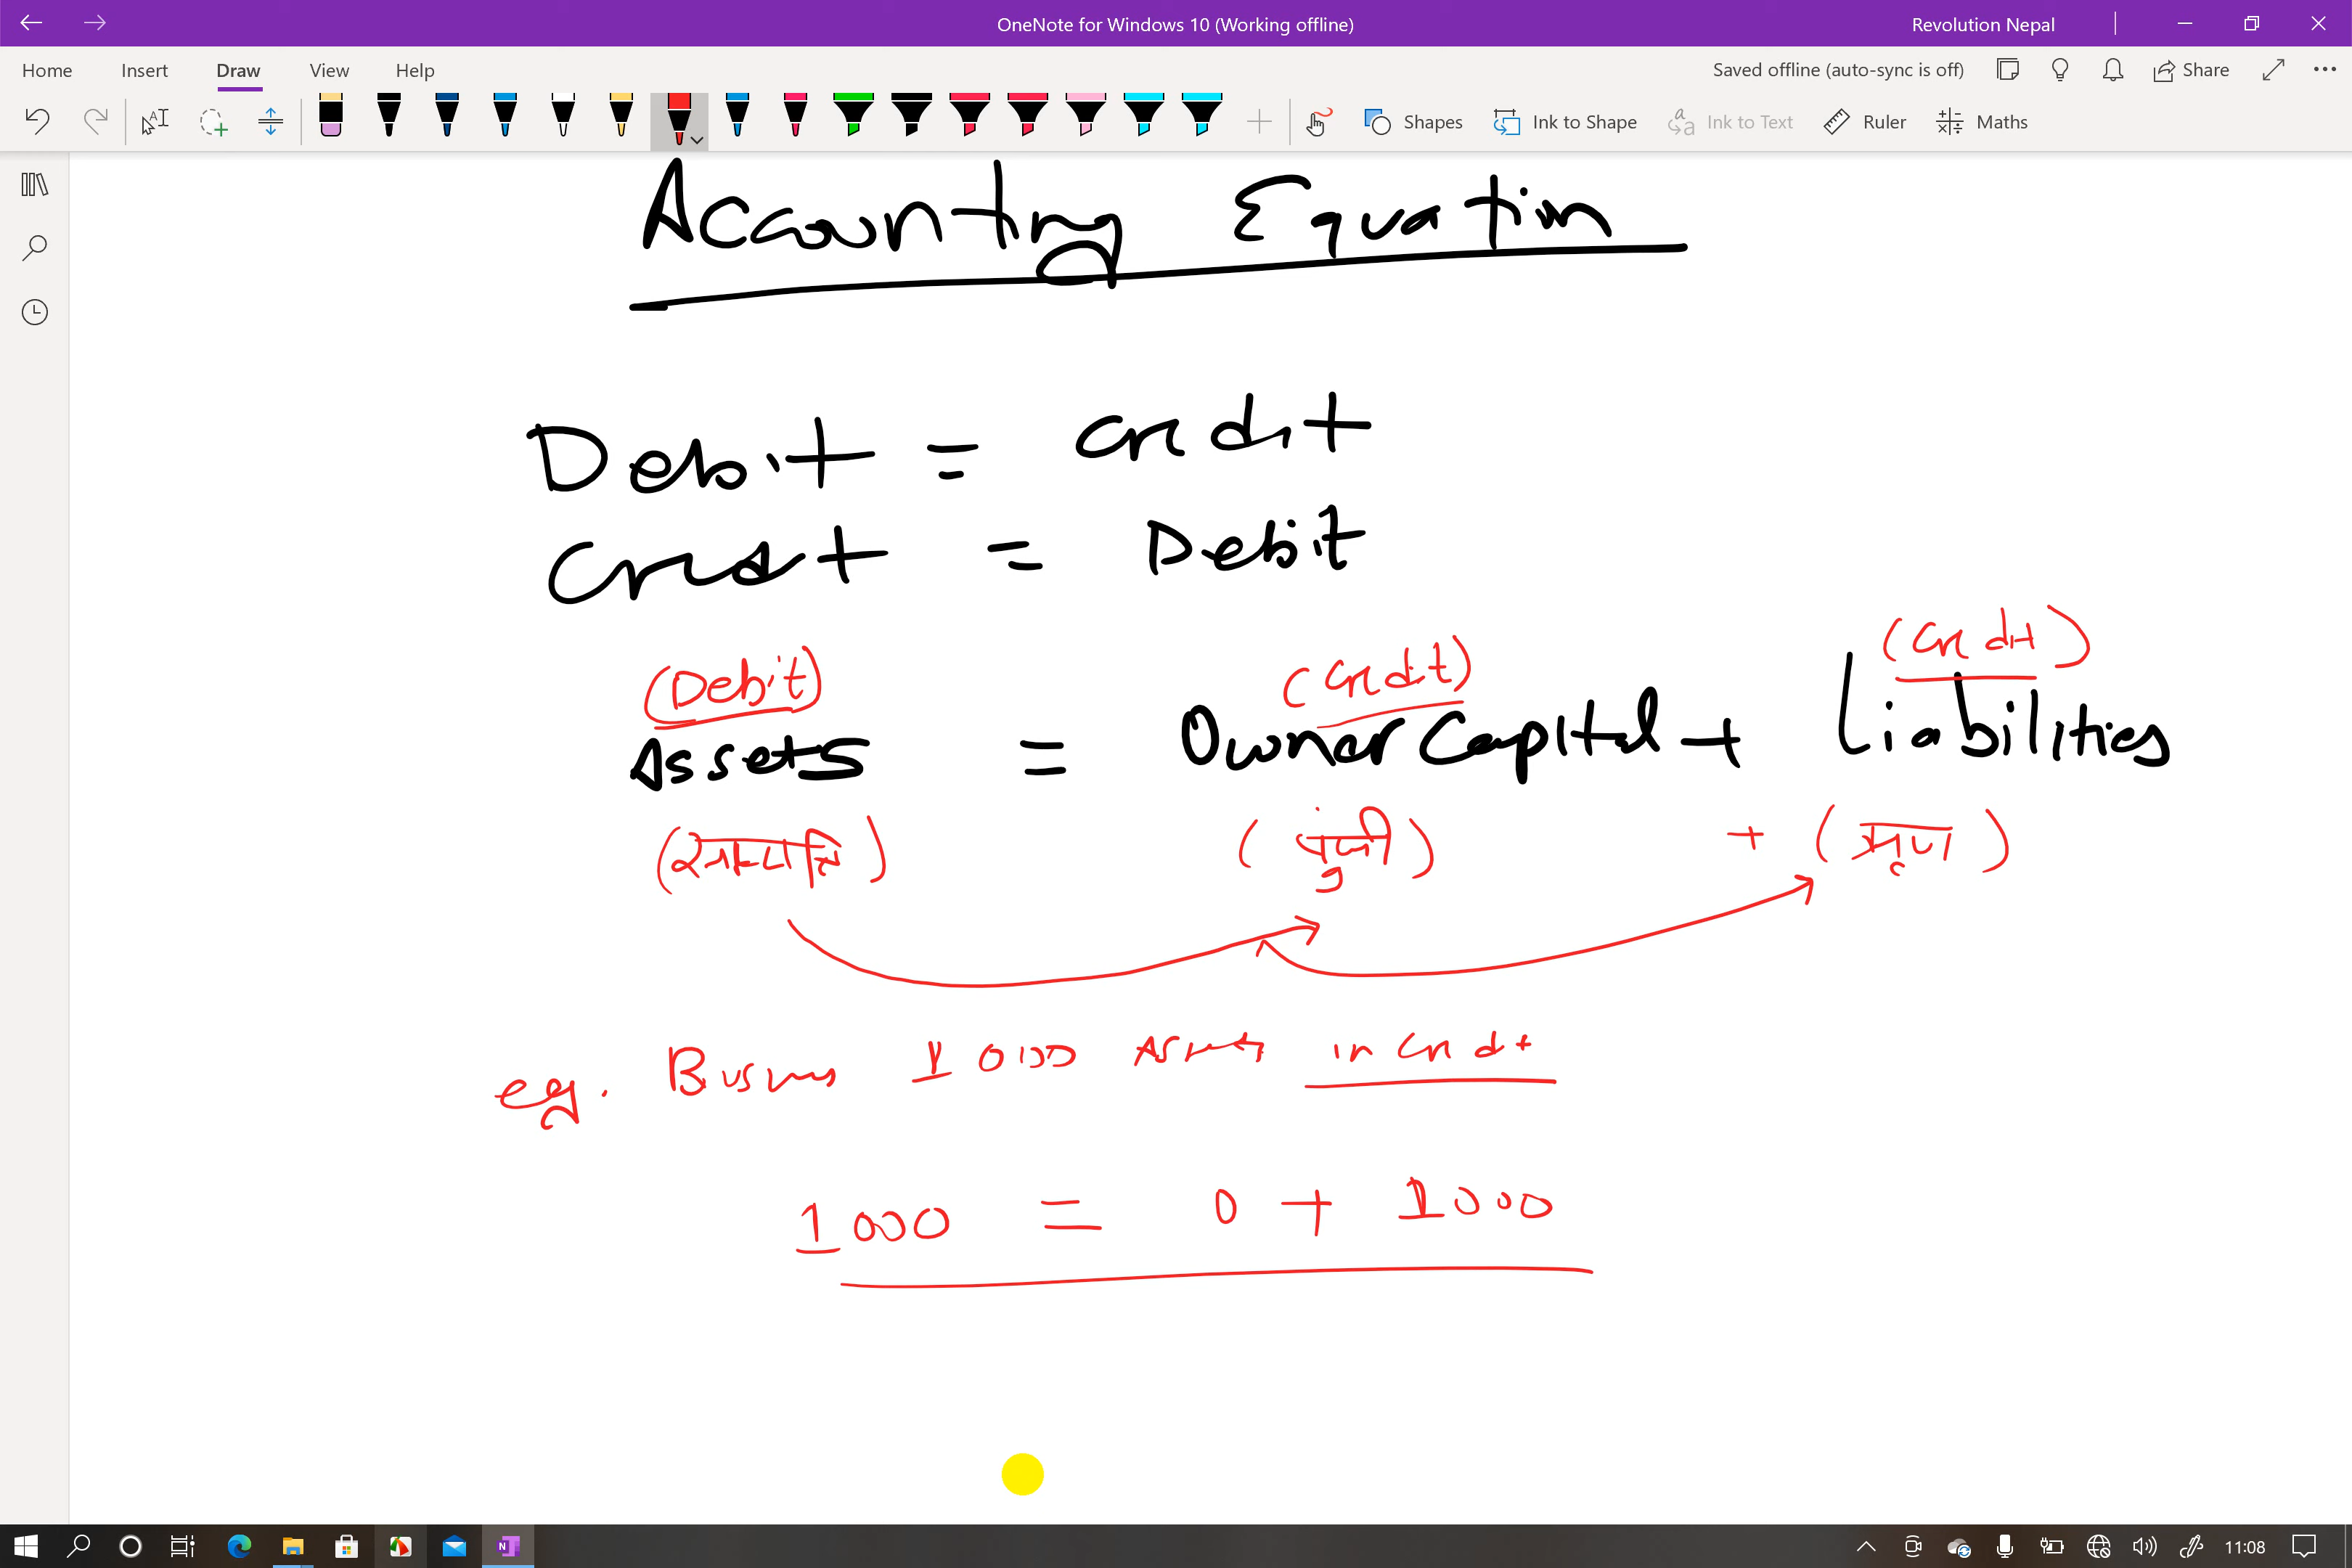 OneNote for Windows 10 (Working offline) Revolution Nepal
Home Insert Draw View Help Saved offline (auto-sync is off) Share
Shapes Ink to Shape Ink to Text Ruler Maths
Accounting Equation
Debit = credit
Credit = Debit
(Debit) (credit) (credit)
Assets = Owner Capital + Liabilities
(सम्पत्ति) (पुँजी) + (ऋण)
eg. Busines 1000 Assets in credit
1000 = 0 + 1000
11:08